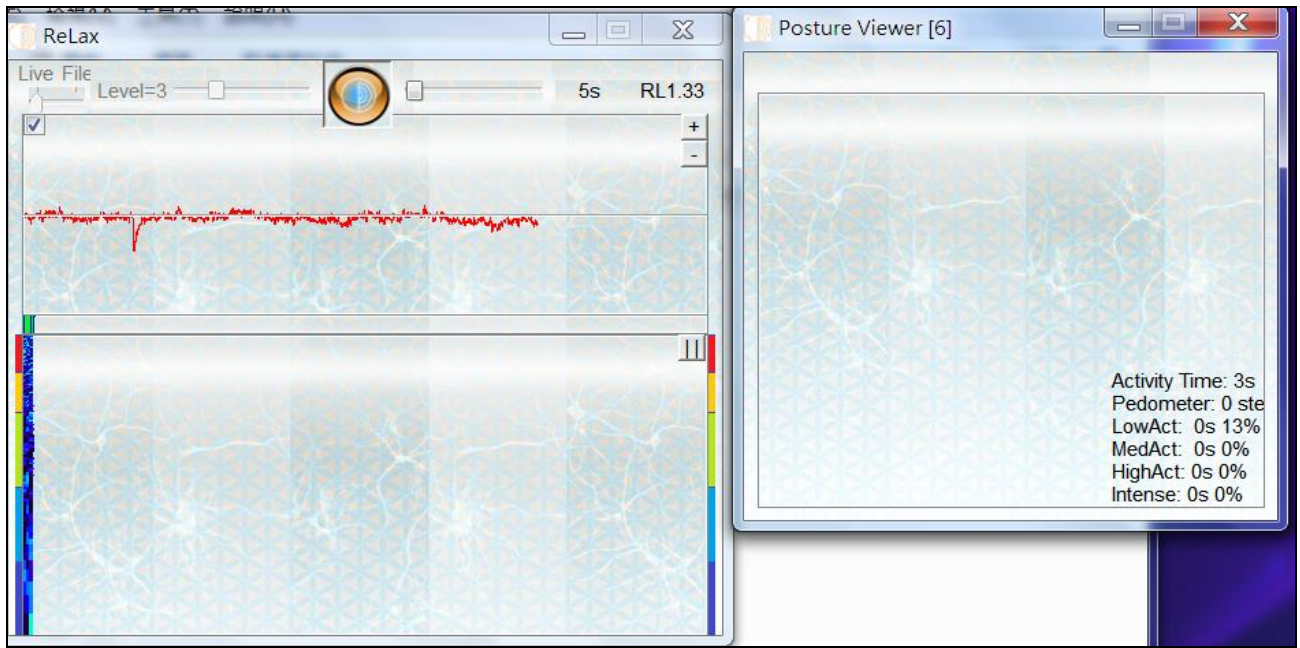 ReLax
Live File
Level=3
5s
RL1.33
+
-
||
Posture Viewer [6]
Activity Time: 3s
Pedometer: 0 ste
LowAct: 0s 13%
MedAct: 0s 0%
HighAct: 0s 0%
Intense: 0s 0%